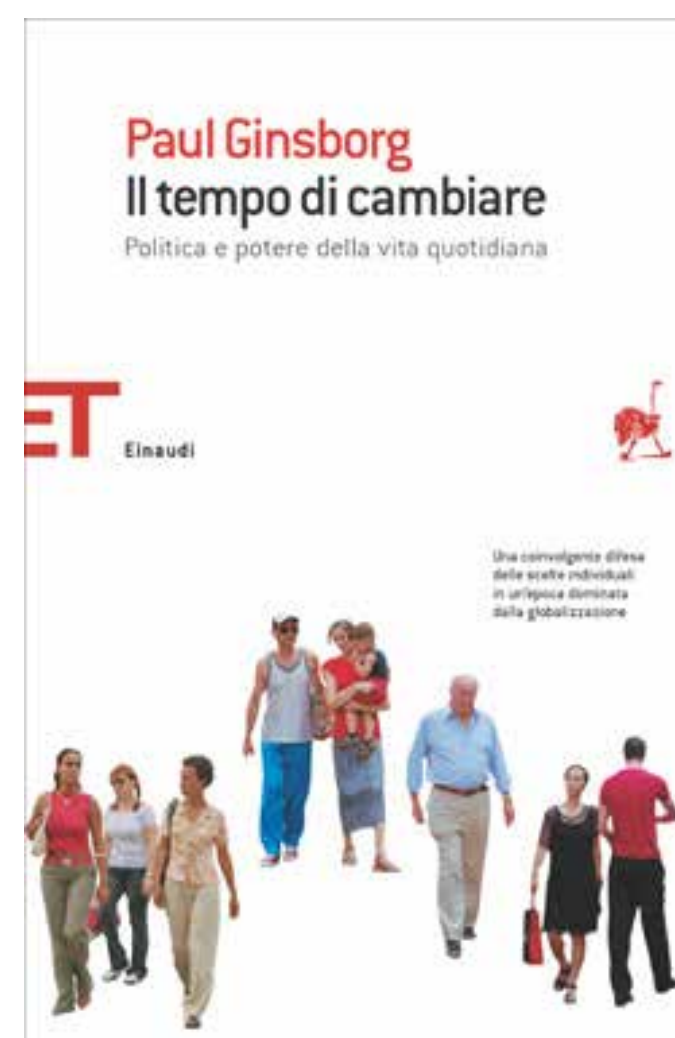 Paul Ginsborg
Il tempo di cambiare
Politica e potere della vita quotidiana
ET
Einaudi
Una coinvolgente difesa
delle scelte individuali
in un'epoca dominata
dalla globalizzazione